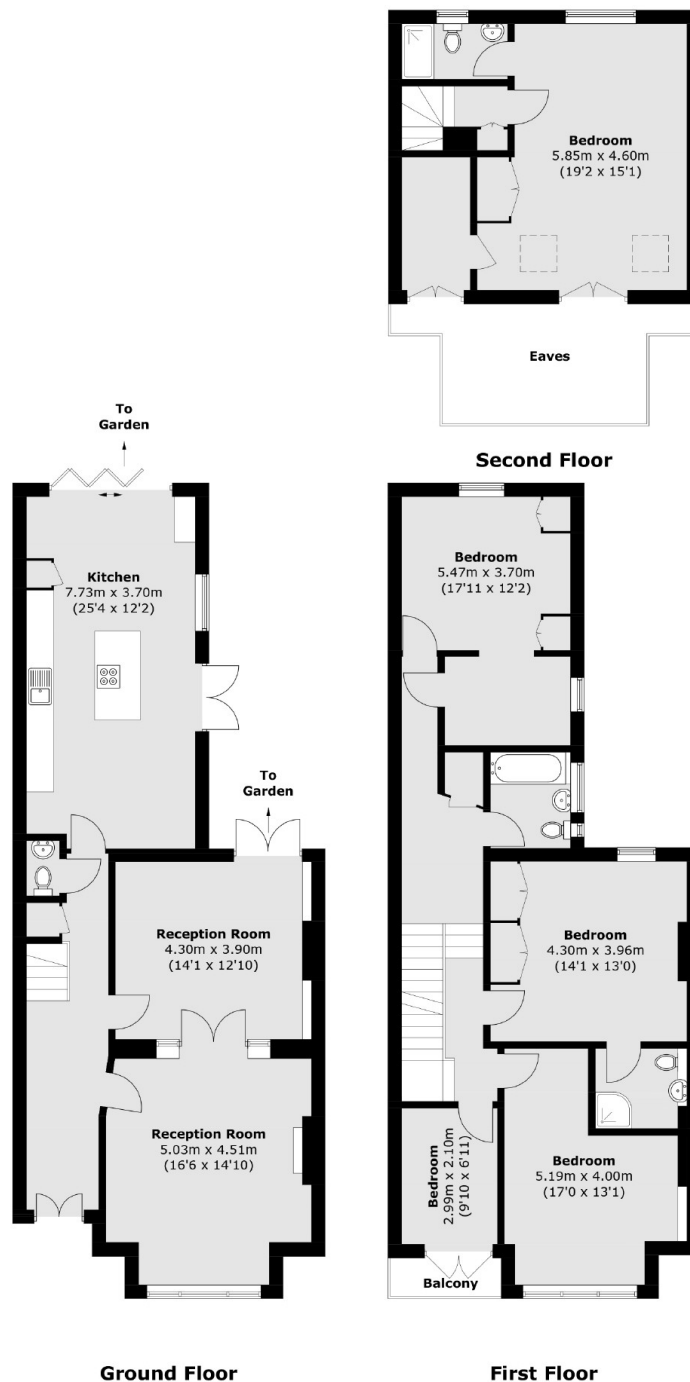 Bedroom
5.85m x 4.60m
(19'2 x 15'1)
Eaves
Second Floor
To
Garden
Kitchen
7.73m x 3.70m
(25'4 x 12'2)
To
Garden
Reception Room
4.30m x 3.90m
(14'1 x 12'10)
Reception Room
5.03m x 4.51m
(16'6 x 14'10)
Ground Floor
Bedroom
5.47m x 3.70m
(17'11 x 12'2)
Bedroom
4.30m x 3.96m
(14'1 x 13'0)
Bedroom
2.99m x 2.10m
(9'10 x 6'11)
Bedroom
5.19m x 4.00m
(17'0 x 13'1)
Balcony
First Floor